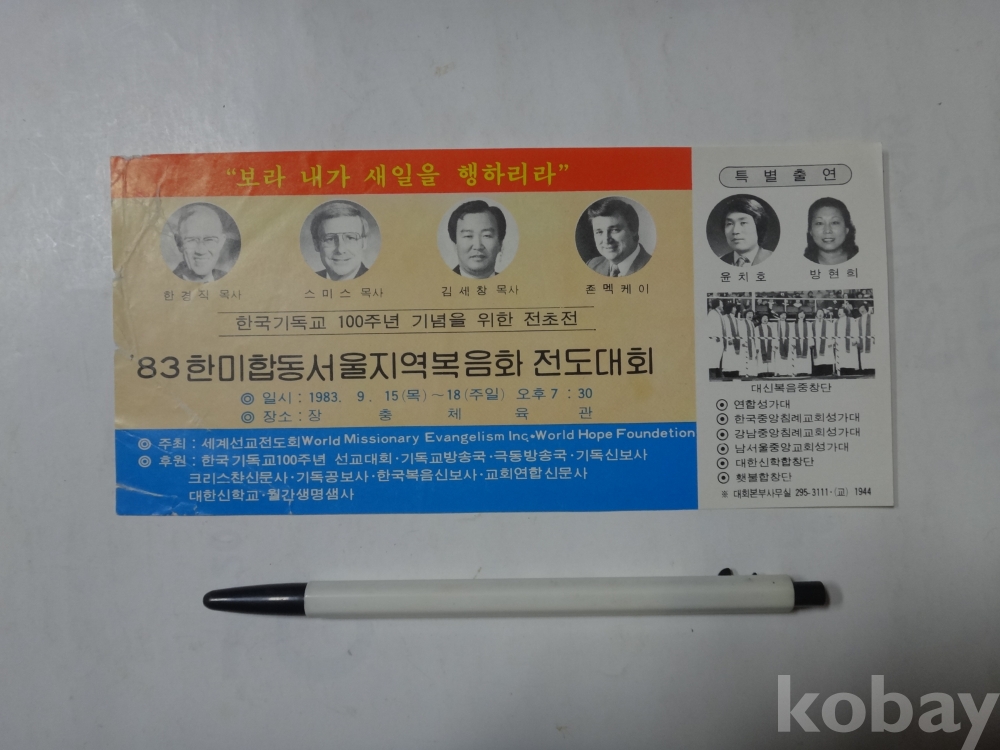 “보라 내가 새일을 행하리라”
한경직 목사
스미스 목사
김세창 목사
존 멕케이
한국기독교 100주년 기념을 위한 전초전
'83 한미합동서울지역복음화 전도대회
◎ 일시 : 1983. 9. 15(목) ~18(주일) 오후 7 : 30
◎ 장소 : 장 충 체 육 관
◎ 주최 : 세계선교전도회World Missionary Evangelism Inc.•World Hope Foundetion
◎ 후원 : 한국기독교100주년 선교대회·기독교방송국·극동방송국·기독신보사
크리스찬신문사·기독공보사·한국복음신보사·교회연합신문사
대한신학교·월간생명샘사
특별출연
윤치호
방현희
대신복음중창단
연합성가대
한국중앙침례교회성가대
강남중앙침례교회성가대
남서울중앙교회성가대
대한신학합창단
횃불합창단
※ 대회본부사무실 295-3111·(교) 1944
kobay